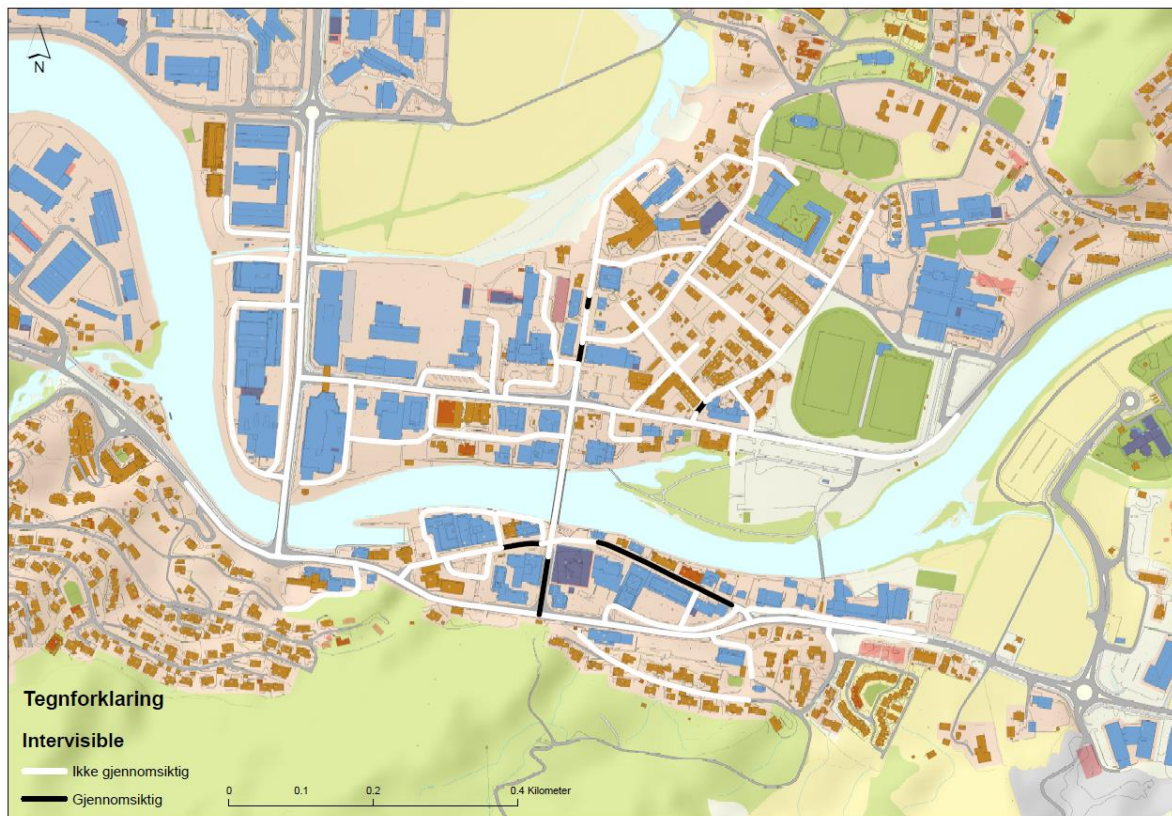 N
Tegnforklaring
Intervisible
Ikke gjennomsiktig
Gjennomsiktig
0 0.1 0.2 0.4 Kilometer